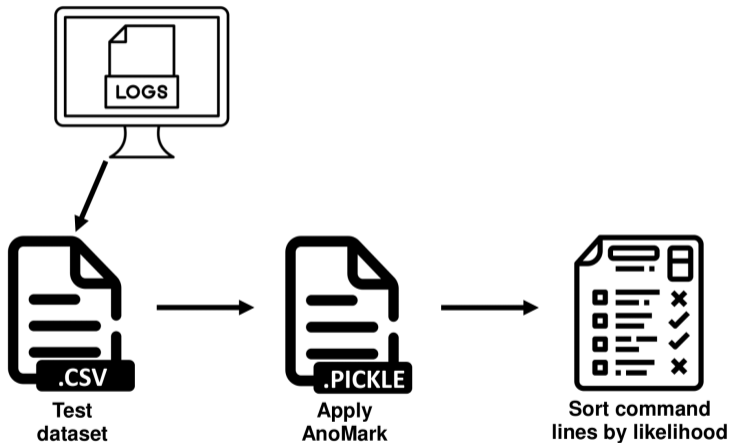 LOGS
.CSV
.PICKLE
Test
dataset
Apply
AnoMark
Sort command
lines by likelihood